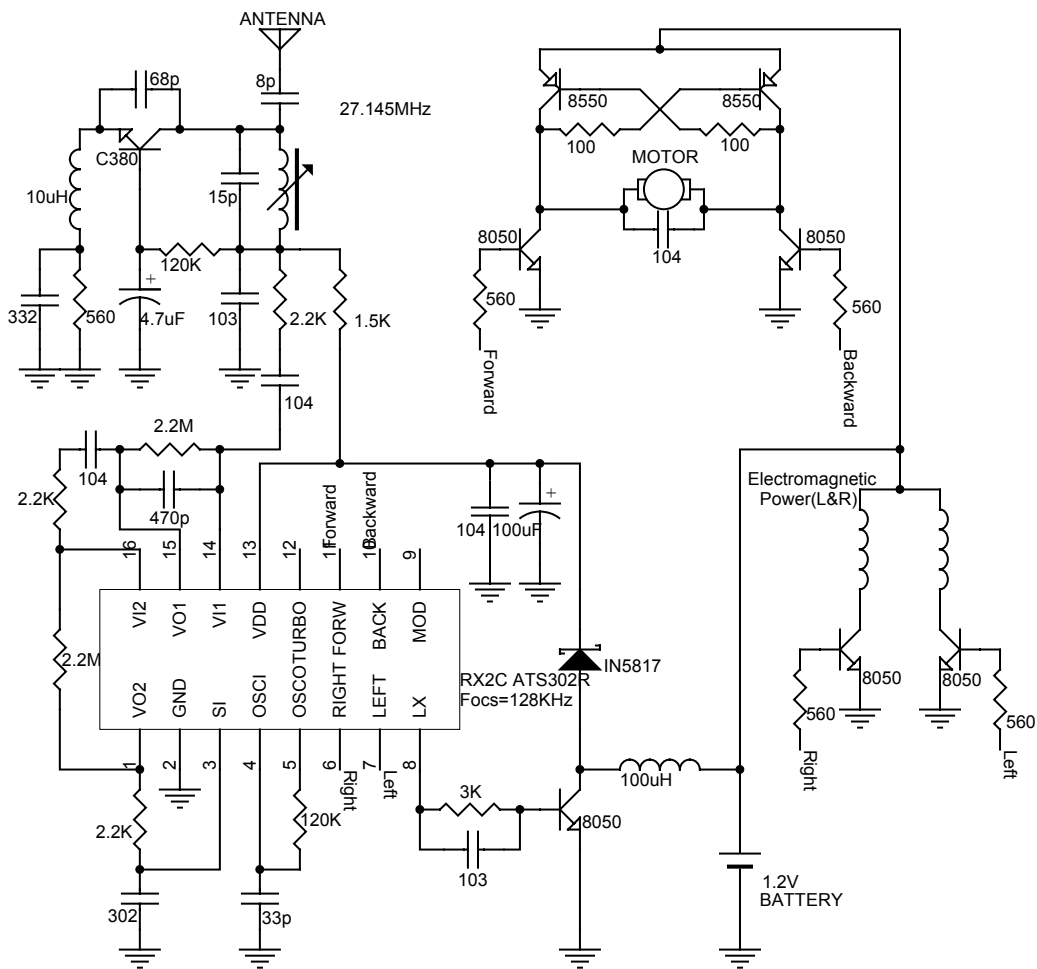 ANTENNA
68p
8p
27.145MHz
C380
10uH
15p
120K
+
332
560
4.7uF
103
2.2K
1.5K
104
8550
8550
100
100
MOTOR
104
8050
8050
560
560
Forward
Backward
2.2M
104
2.2K
470p
Forward
Backward
104
100uF
+
Electromagnetic
Power(L&R)
16
15
14
13
12
11
10
9
VI2
VO1
VI1
VDD
OSCOTURBO
RIGHT FORW
BACK
MOD
2.2M
VO2
GND
SI
OSCI
OSCOTURBO
RIGHT FORW
LEFT
LX
RX2C ATS302R
Focs=128KHz
IN5817
1
2
3
4
5
6
7
8
Right
Left
8050
8050
560
560
Right
Left
100uH
2.2K
120K
3K
103
8050
302
33p
1.2V
BATTERY